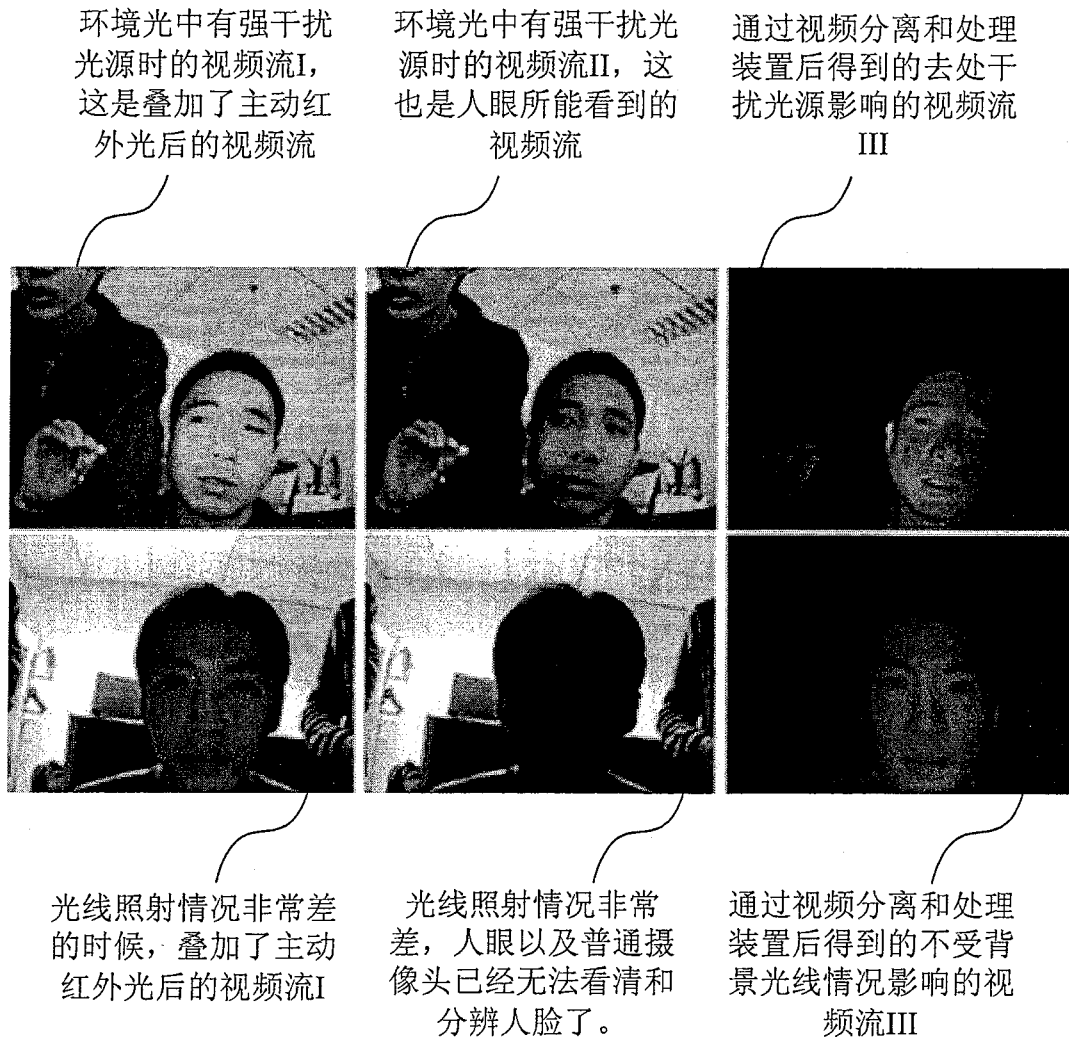 环境光中有强干扰
光源时的视频流I，
这是叠加了主动红
外光后的视频流
环境光中有强干扰光
源时的视频流II，这
也是人眼所能看到的
视频流
通过视频分离和处理
装置后得到的去处干
扰光源影响的视频流
III
光线照射情况非常差
的时候，叠加了主动
红外光后的视频流I
光线照射情况非常
差，人眼以及普通摄
像头已经无法看清和
分辨人脸了。
通过视频分离和处理
装置后得到的不受背
景光线情况影响的视
频流III